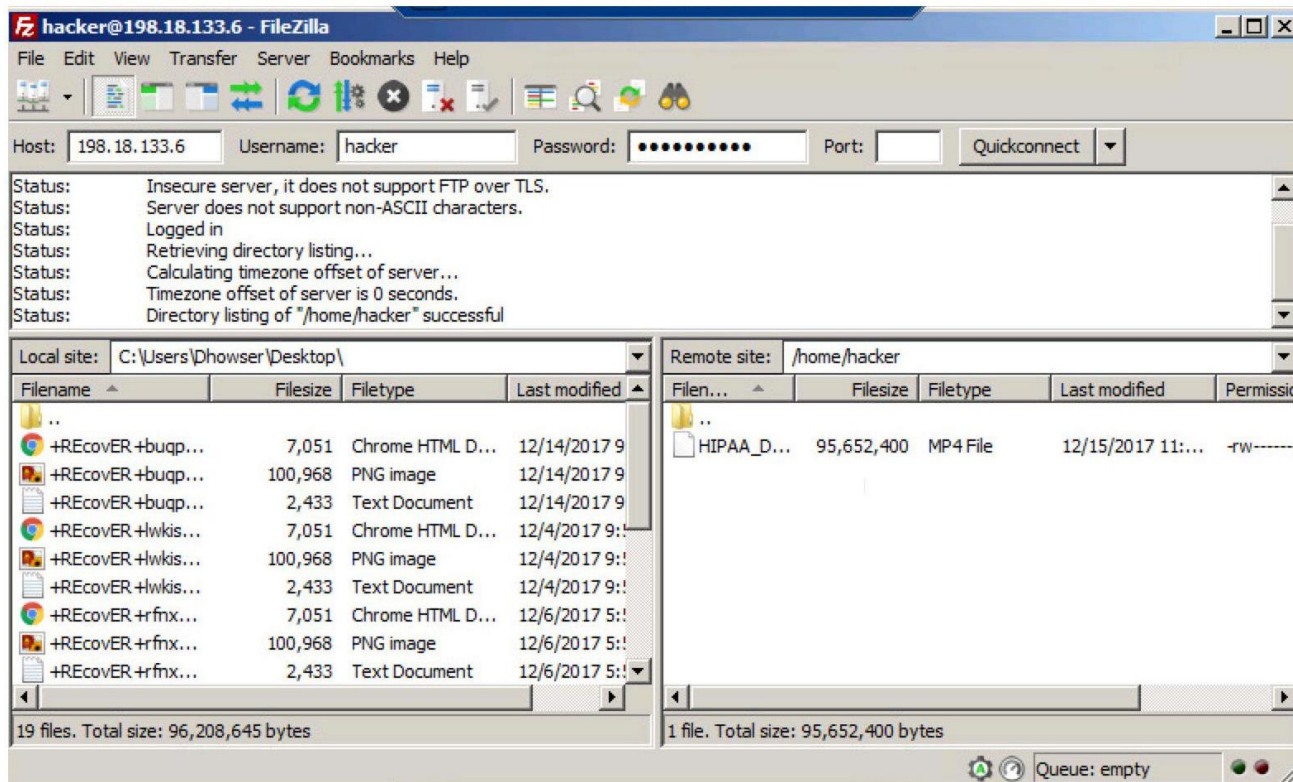 hacker@198.18.133.6 - FileZilla
File Edit View Transfer Server Bookmarks Help
Host: 198.18.133.6 Username: hacker Password: ●●●●●●●●●● Port: Quickconnect
Status: Insecure server, it does not support FTP over TLS.
Status: Server does not support non-ASCII characters.
Status: Logged in
Status: Retrieving directory listing...
Status: Calculating timezone offset of server...
Status: Timezone offset of server is 0 seconds.
Status: Directory listing of "/home/hacker" successful
Local site: C:\Users\Dhowser\Desktop\
Filename Filesize Filetype Last modified
..
+REcovER+buqp... 7,051 Chrome HTML D... 12/14/2017 9
+REcovER+buqp... 100,968 PNG image 12/14/2017 9
+REcovER+buqp... 2,433 Text Document 12/14/2017 9
+REcovER+lwkis... 7,051 Chrome HTML D... 12/4/2017 9:
+REcovER+lwkis... 100,968 PNG image 12/4/2017 9:
+REcovER+lwkis... 2,433 Text Document 12/4/2017 9:
+REcovER+rfnx... 7,051 Chrome HTML D... 12/6/2017 5:
+REcovER+rfnx... 100,968 PNG image 12/6/2017 5:
+REcovER+rfnx... 2,433 Text Document 12/6/2017 5:
19 files. Total size: 96,208,645 bytes
Remote site: /home/hacker
Filen... Filesize Filetype Last modified Permissio
..
HIPAA_D... 95,652,400 MP4 File 12/15/2017 11:... -rw-------
1 file. Total size: 95,652,400 bytes
Queue: empty